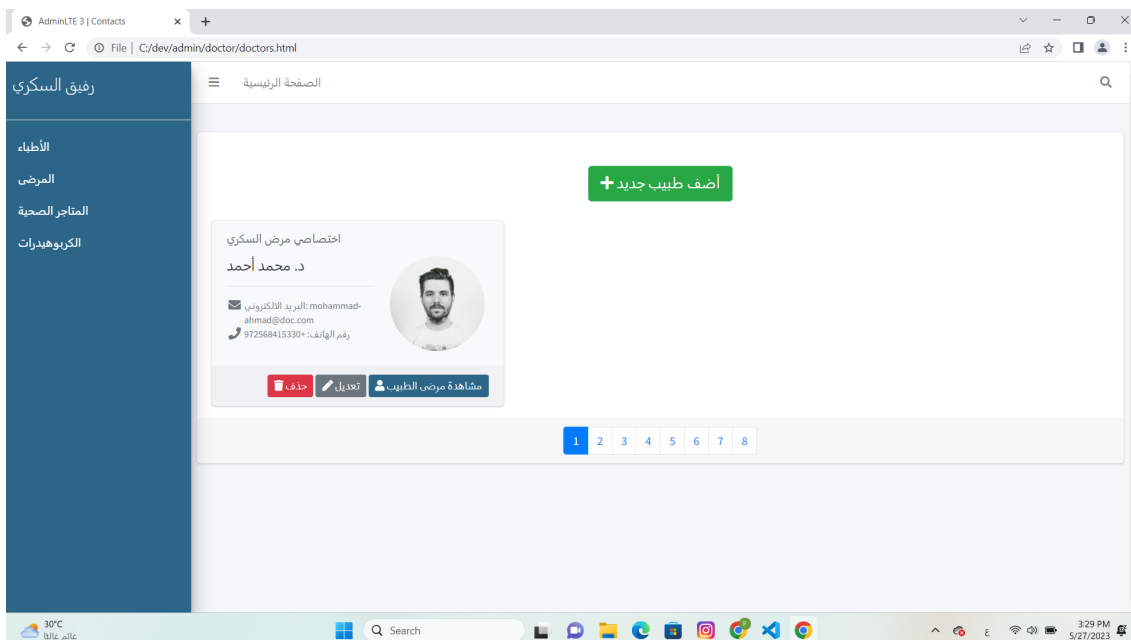 AdminLTE 3 | Contacts
File | C:/dev/admin/doctor/doctors.html
رفيق السكري
الصفحة الرئيسية
الأطباء
المرضى
المتاجر الصحية
الكربوهيدرات
أضف طبيب جديد
اختصاصي مرض السكري
د. محمد أحمد
البريد الالكتروني: mohammad-
ahmad@doc.com
رقم الهاتف: +972568415330
مشاهدة مرضى الطبيب
تعديل
حذف
1 2 3 4 5 6 7 8
30°C
غائم غالبًا
Search
ع
3:29 PM
5/27/2023